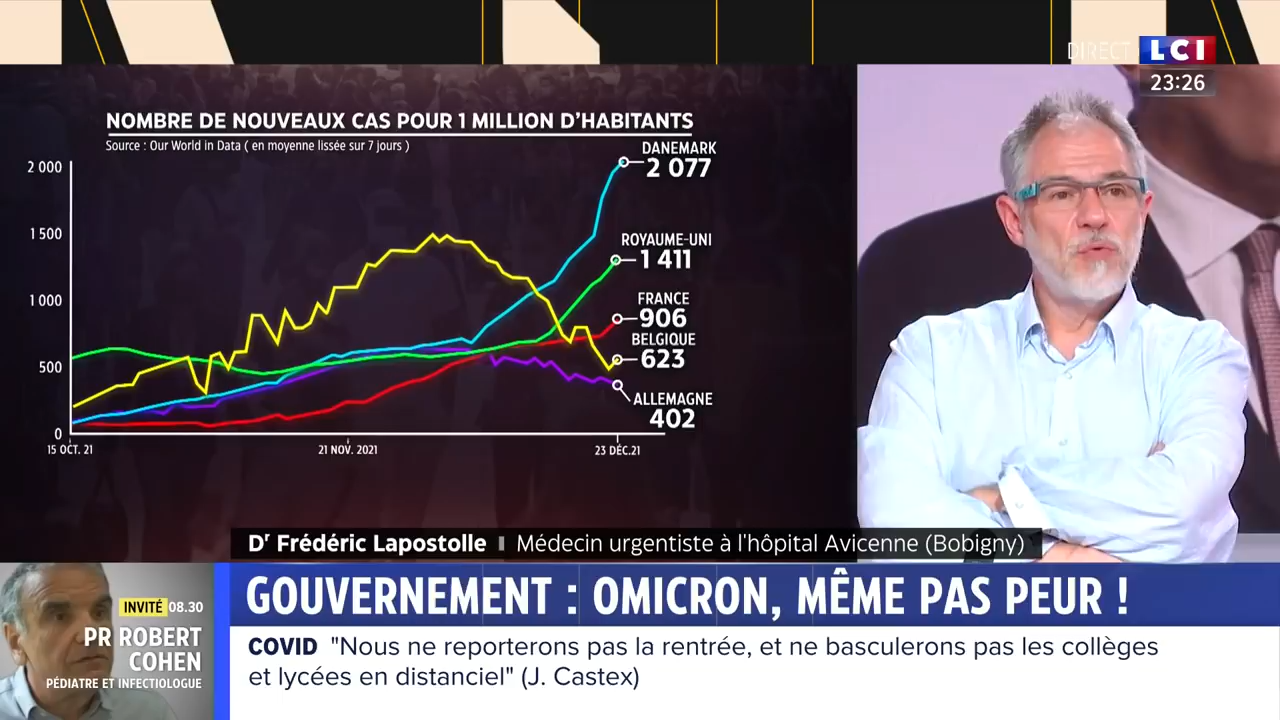 DIRECT
LCI
23:26
NOMBRE DE NOUVEAUX CAS POUR 1 MILLION D'HABITANTS
Source : Our World in Data ( en moyenne lissée sur 7 jours )
2 000
1 500
1 000
500
0
15 OCT. 21
21 NOV. 2021
23 DÉC.21
DANEMARK
2 077
ROYAUME-UNI
1 411
FRANCE
906
BELGIQUE
623
ALLEMAGNE
402
Dr Frédéric Lapostolle Médecin urgentiste à l'hôpital Avicenne (Bobigny)
GOUVERNEMENT : OMICRON, MÊME PAS PEUR !
COVID "Nous ne reporterons pas la rentrée, et ne basculerons pas les collèges
et lycées en distanciel" (J. Castex)
INVITÉ 08.30
PR ROBERT
COHEN
PÉDIATRE ET INFECTIOLOGUE